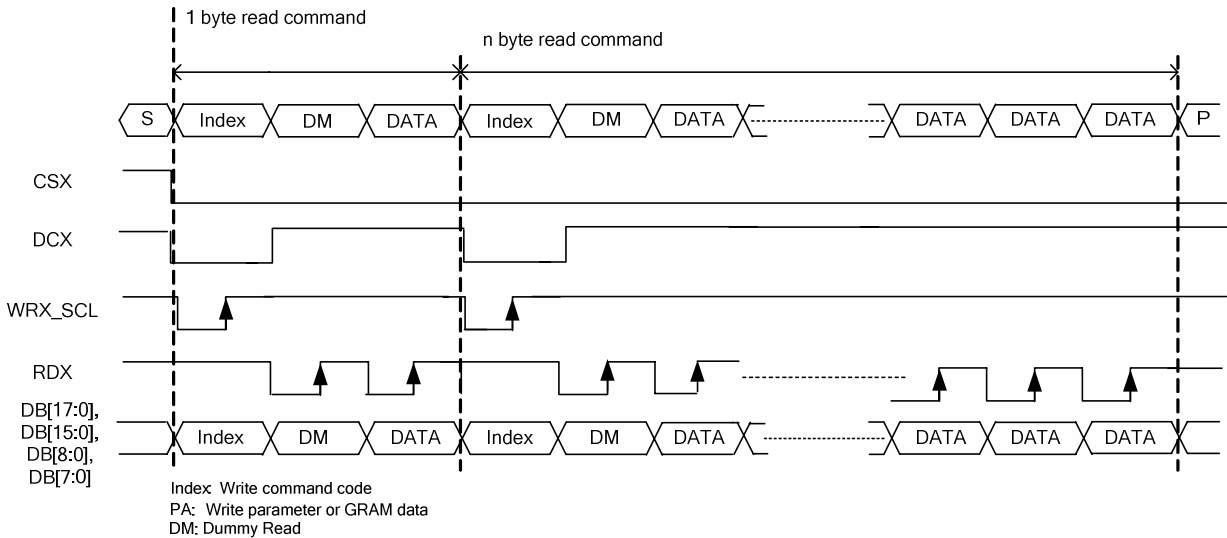 1 byte read command
n byte read command
S Index DM DATA Index DM DATA DATA DATA DATA P
CSX
DCX
WRX_SCL
RDX
DB[17:0],
DB[15:0],
DB[8:0],
DB[7:0]
Index DM DATA Index DM DATA DATA DATA DATA
Index: Write command code
PA: Write parameter or GRAM data
DM: Dummy Read